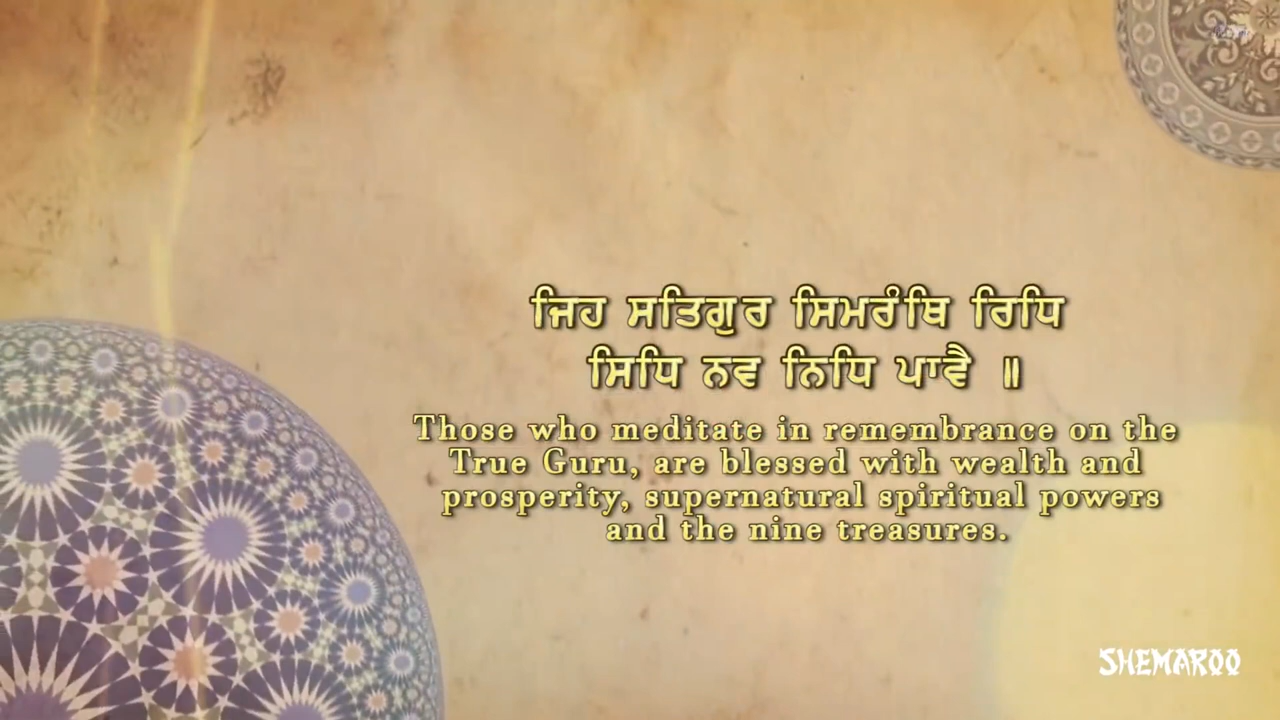 ਜਿਹ ਸਤਿਗੁਰ ਸਿਮਰੰਥਿ ਰਿਧਿ
ਸਿਧਿ ਨਵ ਨਿਧਿ ਪਾਵੈ ॥
Those who meditate in remembrance on the
True Guru, are blessed with wealth and
prosperity, supernatural spiritual powers
and the nine treasures.
SHEMAROO